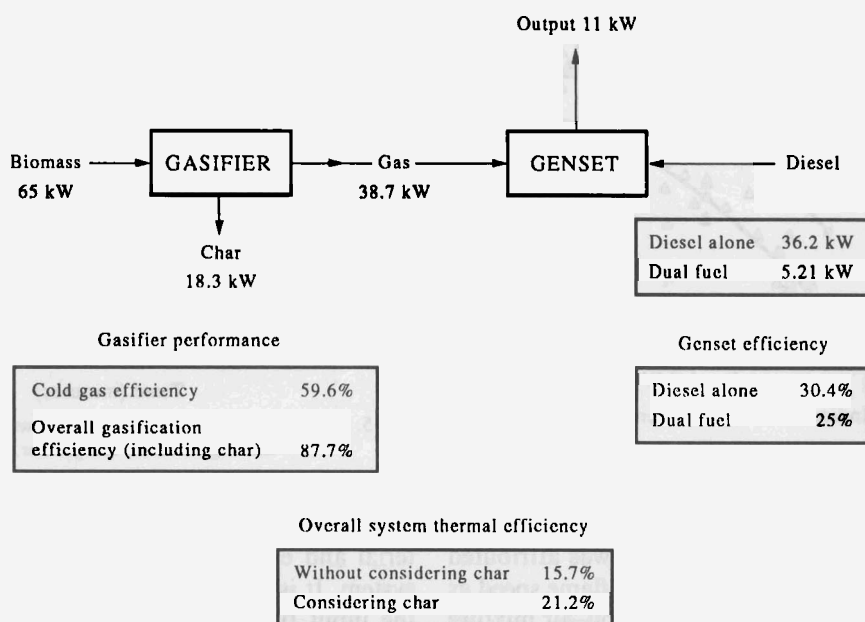 Output 11 kW
Biomass
65 kW
GASIFIER
Gas
38.7 kW
GENSET
Diesel
Char
18.3 kW
Diesel alone 36.2 kW
Dual fuel 5.21 kW
Gasifier performance
Cold gas efficiency 59.6%
Overall gasification
efficiency (including char) 87.7%
Genset efficiency
Diesel alone 30.4%
Dual fuel 25%
Overall system thermal efficiency
Without considering char 15.7%
Considering char 21.2%